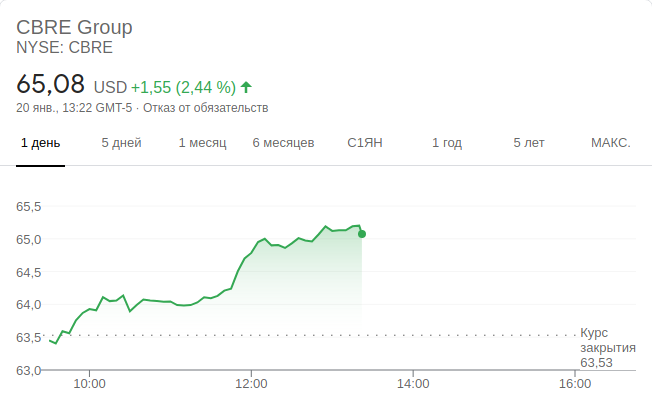 CBRE Group
NYSE: CBRE
65,08 USD +1,55 (2,44 %)
20 янв., 13:22 GMT-5 · Отказ от обязательств
1 день 5 дней 1 месяц 6 месяцев С1ЯН 1 год 5 лет МАКС.
65,5
65,0
64,5
64,0
63,5
63,0
Курс
закрытия
63,53
10:00 12:00 14:00 16:00